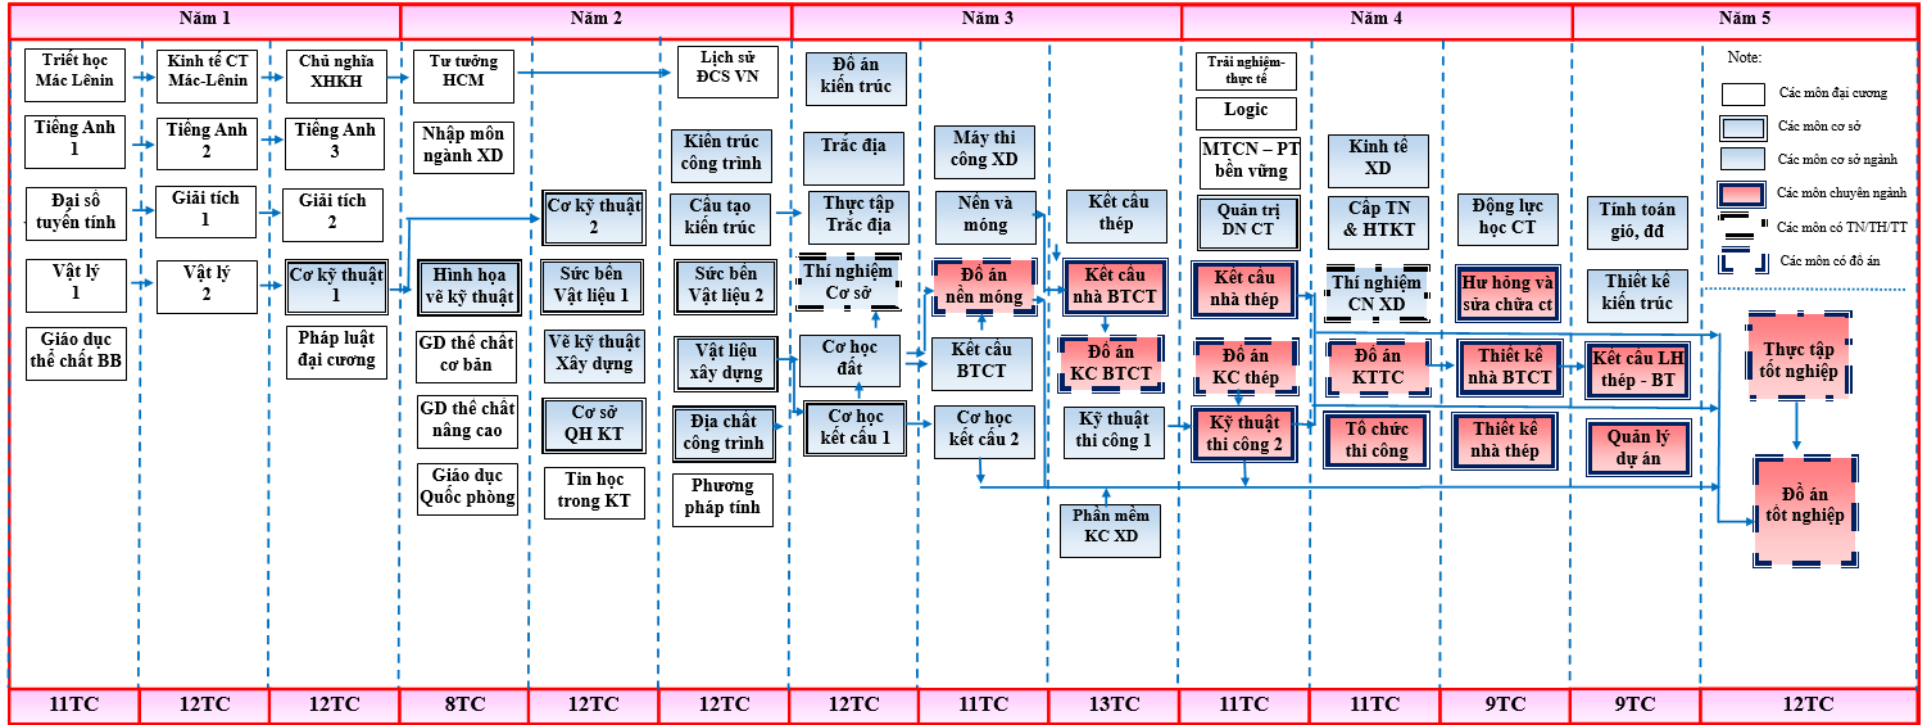 Năm 1
Năm 2
Năm 3
Năm 4
Năm 5
Triết học
Mác Lênin
Tiếng Anh
1
Đại số
tuyến tính
Vật lý
1
Giáo dục
thể chất BB
Kinh tế CT
Mác-Lênin
Tiếng Anh
2
Giải tích
1
Vật lý
2
Chủ nghĩa
XHKH
Tiếng Anh
3
Giải tích
2
Cơ kỹ thuật
1
Pháp luật
đại cương
Tư tưởng
HCM
Nhập môn
ngành XD
Hình họa
vẽ kỹ thuật
GD thể chất
cơ bản
GD thể chất
nâng cao
Giáo dục
Quốc phòng
Cơ kỹ thuật
2
Sức bền
Vật liệu 1
Vẽ kỹ thuật
Xây dựng
Cơ sở
QH KT
Tin học
trong KT
Lịch sử
ĐCS VN
Kiến trúc
công trình
Cấu tạo
kiến trúc
Sức bền
Vật liệu 2
Vật liệu
xây dựng
Địa chất
công trình
Phương
pháp tính
Đồ án
kiến trúc
Trắc địa
Thực tập
Trắc địa
Thí nghiệm
Cơ sở
Cơ học
đất
Cơ học
kết cấu 1
Máy thi
công XD
Nền và
móng
Đồ án
nền móng
Kết cấu
BTCT
Cơ học
kết cấu 2
Kết cấu
thép
Kết cấu
nhà BTCT
Đồ án
KC BTCT
Kỹ thuật
thi công 1
Phần mềm
KC XD
Trải nghiệm-
thực tế
Logic
MTCN – PT
bền vững
Quản trị
DN CT
Kết cấu
nhà thép
Đồ án
KC thép
Kỹ thuật
thi công 2
Kinh tế
XD
Cấp TN
& HTKT
Thí nghiệm
CN XD
Đồ án
KTTC
Tổ chức
thi công
Động lực
học CT
Hư hỏng và
sửa chữa ct
Thiết kế
nhà BTCT
Thiết kế
nhà thép
Tính toán
gió, đđ
Thiết kế
kiến trúc
Kết cấu LH
thép - BT
Quản lý
dự án
Note:
Các môn đại cương
Các môn cơ sở
Các môn cơ sở ngành
Các môn chuyên ngành
Các môn có TN/TH/TT
Các môn có đồ án
Thực tập
tốt nghiệp
Đồ án
tốt nghiệp
11TC
12TC
12TC
8TC
12TC
12TC
12TC
11TC
13TC
11TC
11TC
9TC
9TC
12TC